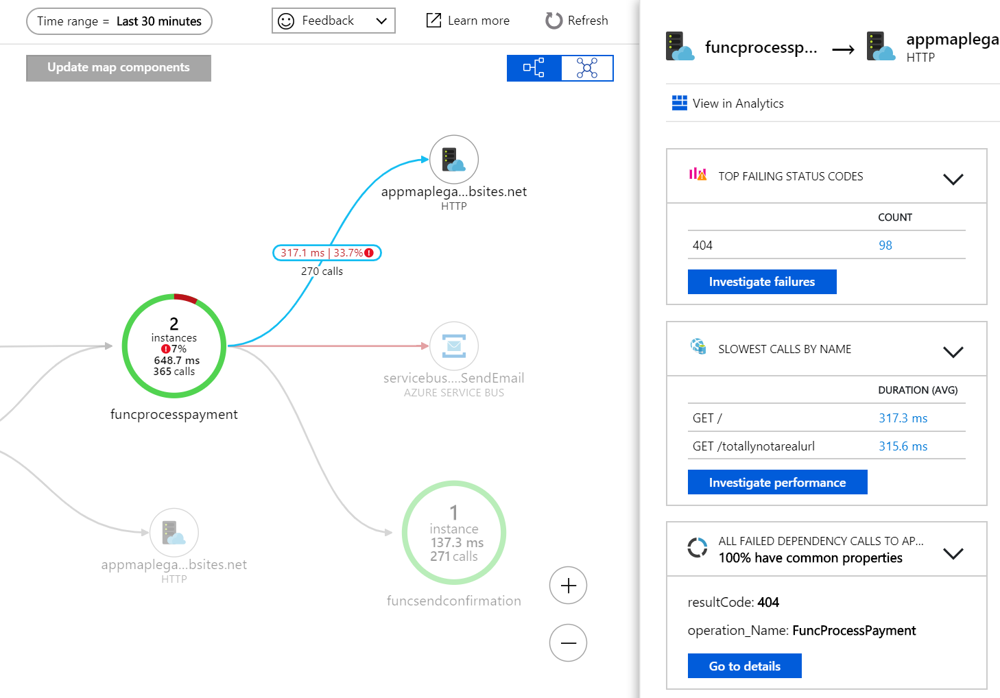 Time range = Last 30 minutes
Feedback
Learn more
Refresh
Update map components
appmaplega...bsites.net
HTTP
317.1 ms | 33.7%
270 calls
2
instances
7%
648.7 ms
365 calls
funcprocesspayment
servicebus....SendEmail
AZURE SERVICE BUS
appmaplega...bsites.net
HTTP
1
instance
137.3 ms
271 calls
funcsendconfirmation
funcprocessp...
appmaplega
HTTP
View in Analytics
TOP FAILING STATUS CODES
COUNT
404 98
Investigate failures
SLOWEST CALLS BY NAME
DURATION (AVG)
GET / 317.3 ms
GET /totallynotarealurl 315.6 ms
Investigate performance
ALL FAILED DEPENDENCY CALLS TO AP...
100% have common properties
resultCode: 404
operation_Name: FuncProcessPayment
Go to details